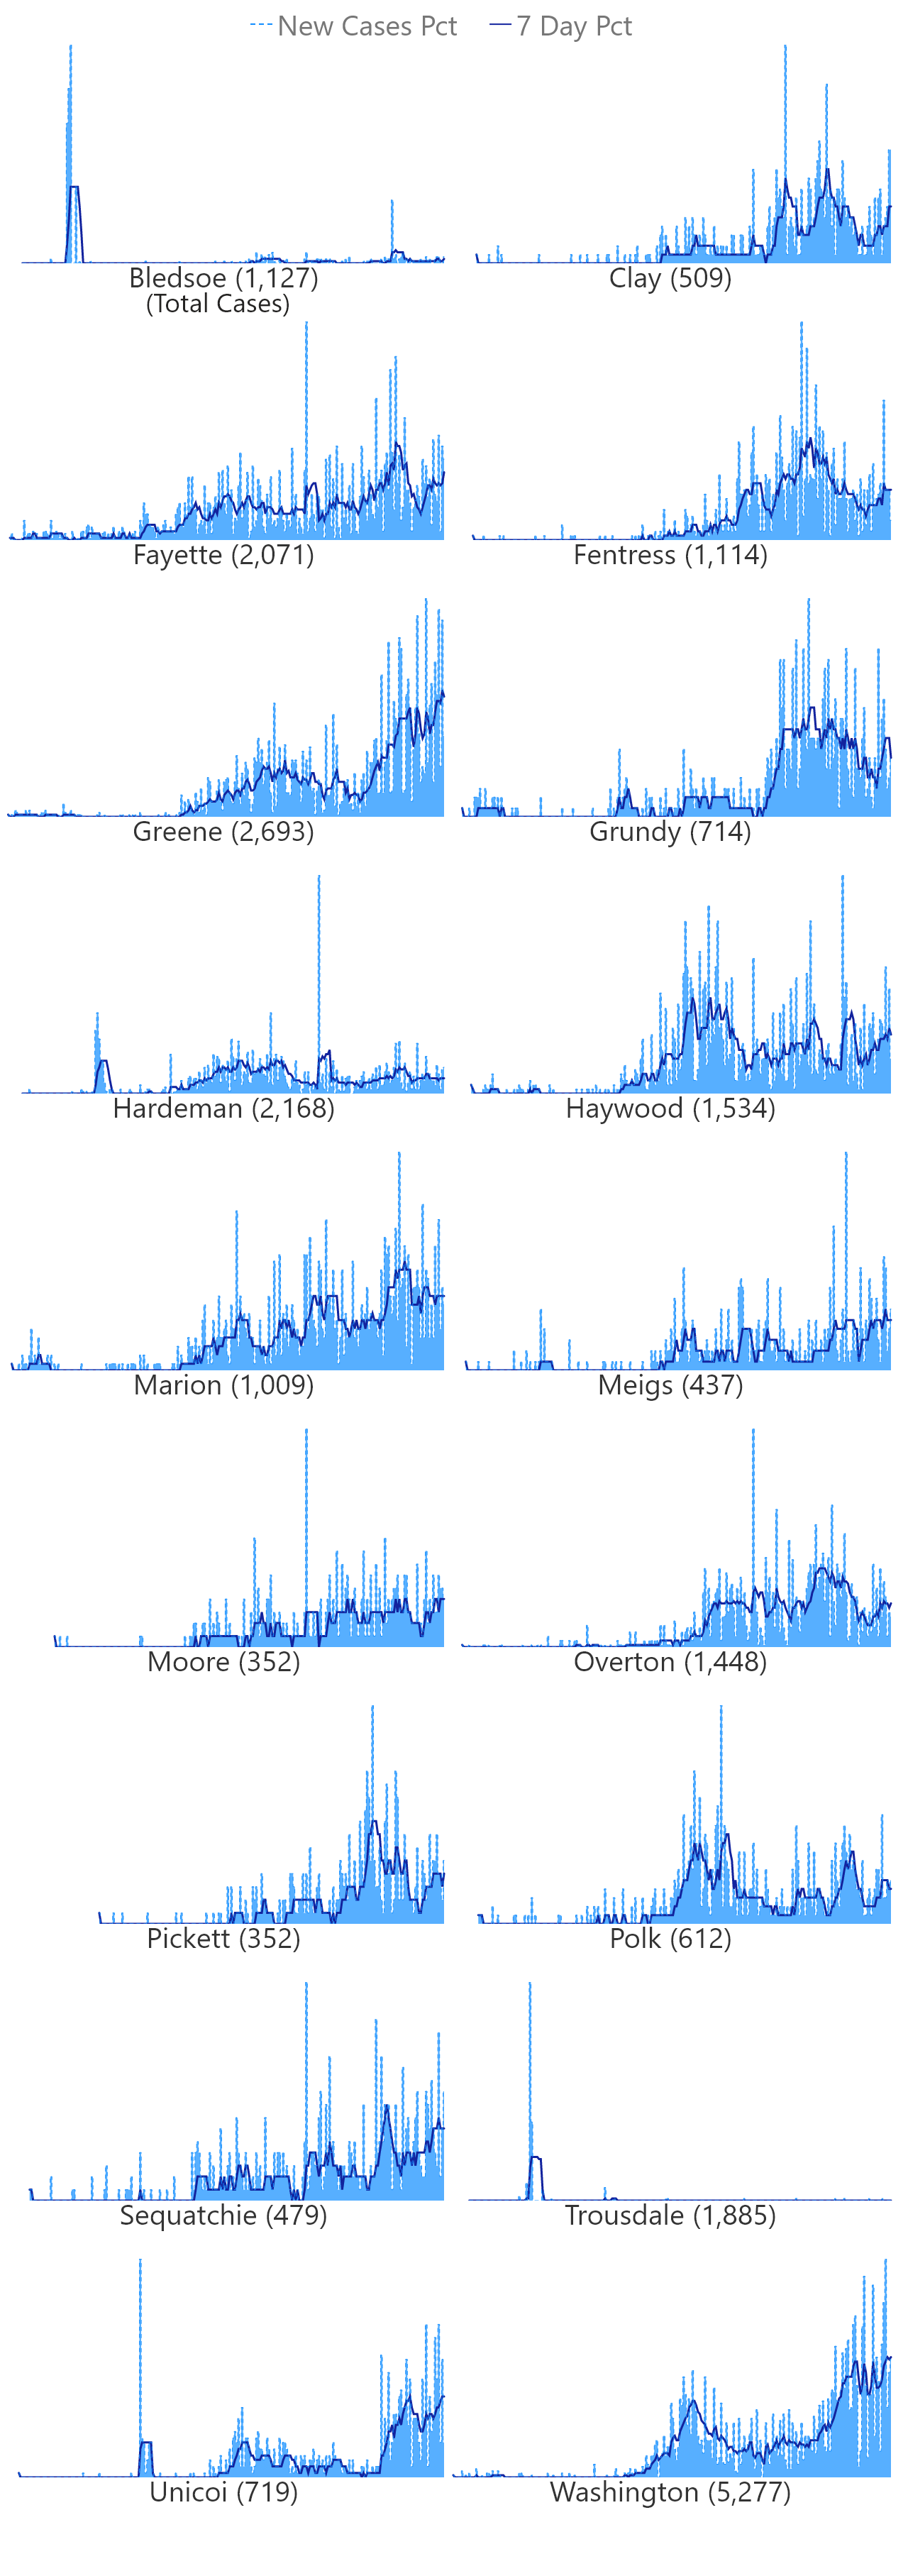 New Cases Pct 7 Day Pct
Bledsoe (1,127) Clay (509)
(Total Cases)
Fayette (2,071) Fentress (1,114)
Greene (2,693) Grundy (714)
Hardeman (2,168) Haywood (1,534)
Marion (1,009) Meigs (437)
Moore (352) Overton (1,448)
Pickett (352) Polk (612)
Sequatchie (479) Trousdale (1,885)
Unicoi (719) Washington (5,277)